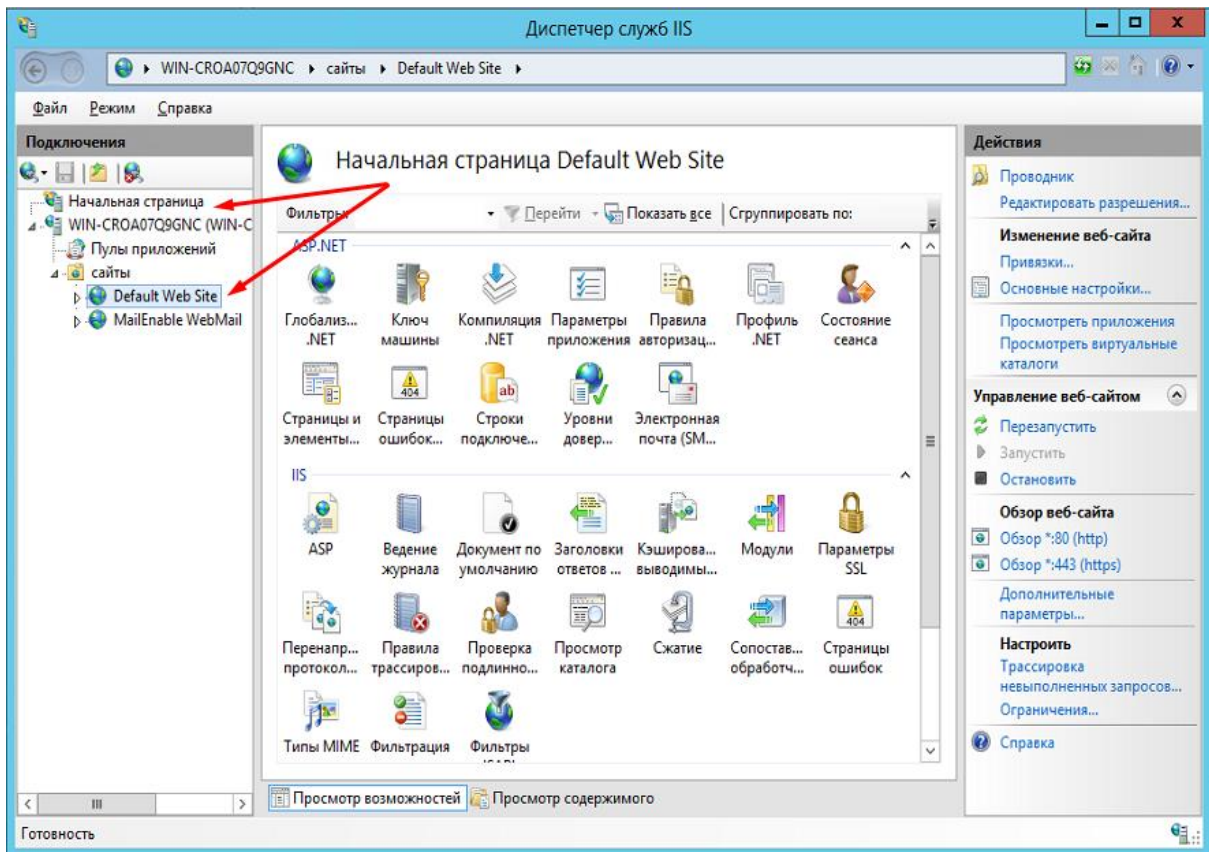 Диспетчер служб IIS
WIN-CROA07Q9GNC ▸ сайты ▸ Default Web Site ▸
Файл Режим Справка
Подключения
Начальная страница
WIN-CROA07Q9GNC (WIN-C
Пулы приложений
сайты
Default Web Site
MailEnable WebMail
Начальная страница Default Web Site
Фильтры: Перейти Показать все Сгруппировать по:
ASP.NET
Глобализ... .NET
Ключ машины
Компиляция .NET
Параметры приложения
Правила авторизац...
Профиль .NET
Состояние сеанса
Страницы и элементы...
Страницы ошибок...
Строки подключе...
Уровни довер...
Электронная почта (SM...
IIS
ASP
Ведение журнала
Документ по умолчанию
Заголовки ответов ...
Кэширова... выводимы...
Модули
Параметры SSL
Перенапр... протокол...
Правила трассиров...
Проверка подлинно...
Просмотр каталога
Сжатие
Сопостав... обработч...
Страницы ошибок
Типы MIME
Фильтрация
Фильтры
Просмотр возможностей
Просмотр содержимого
Действия
Проводник
Редактировать разрешения...
Изменение веб-сайта
Привязки...
Основные настройки...
Просмотреть приложения
Просмотреть виртуальные
каталоги
Управление веб-сайтом
Перезапустить
Запустить
Остановить
Обзор веб-сайта
Обзор *:80 (http)
Обзор *:443 (https)
Дополнительные
параметры...
Настроить
Трассировка
невыполненных запросов...
Ограничения...
Справка
Готовность